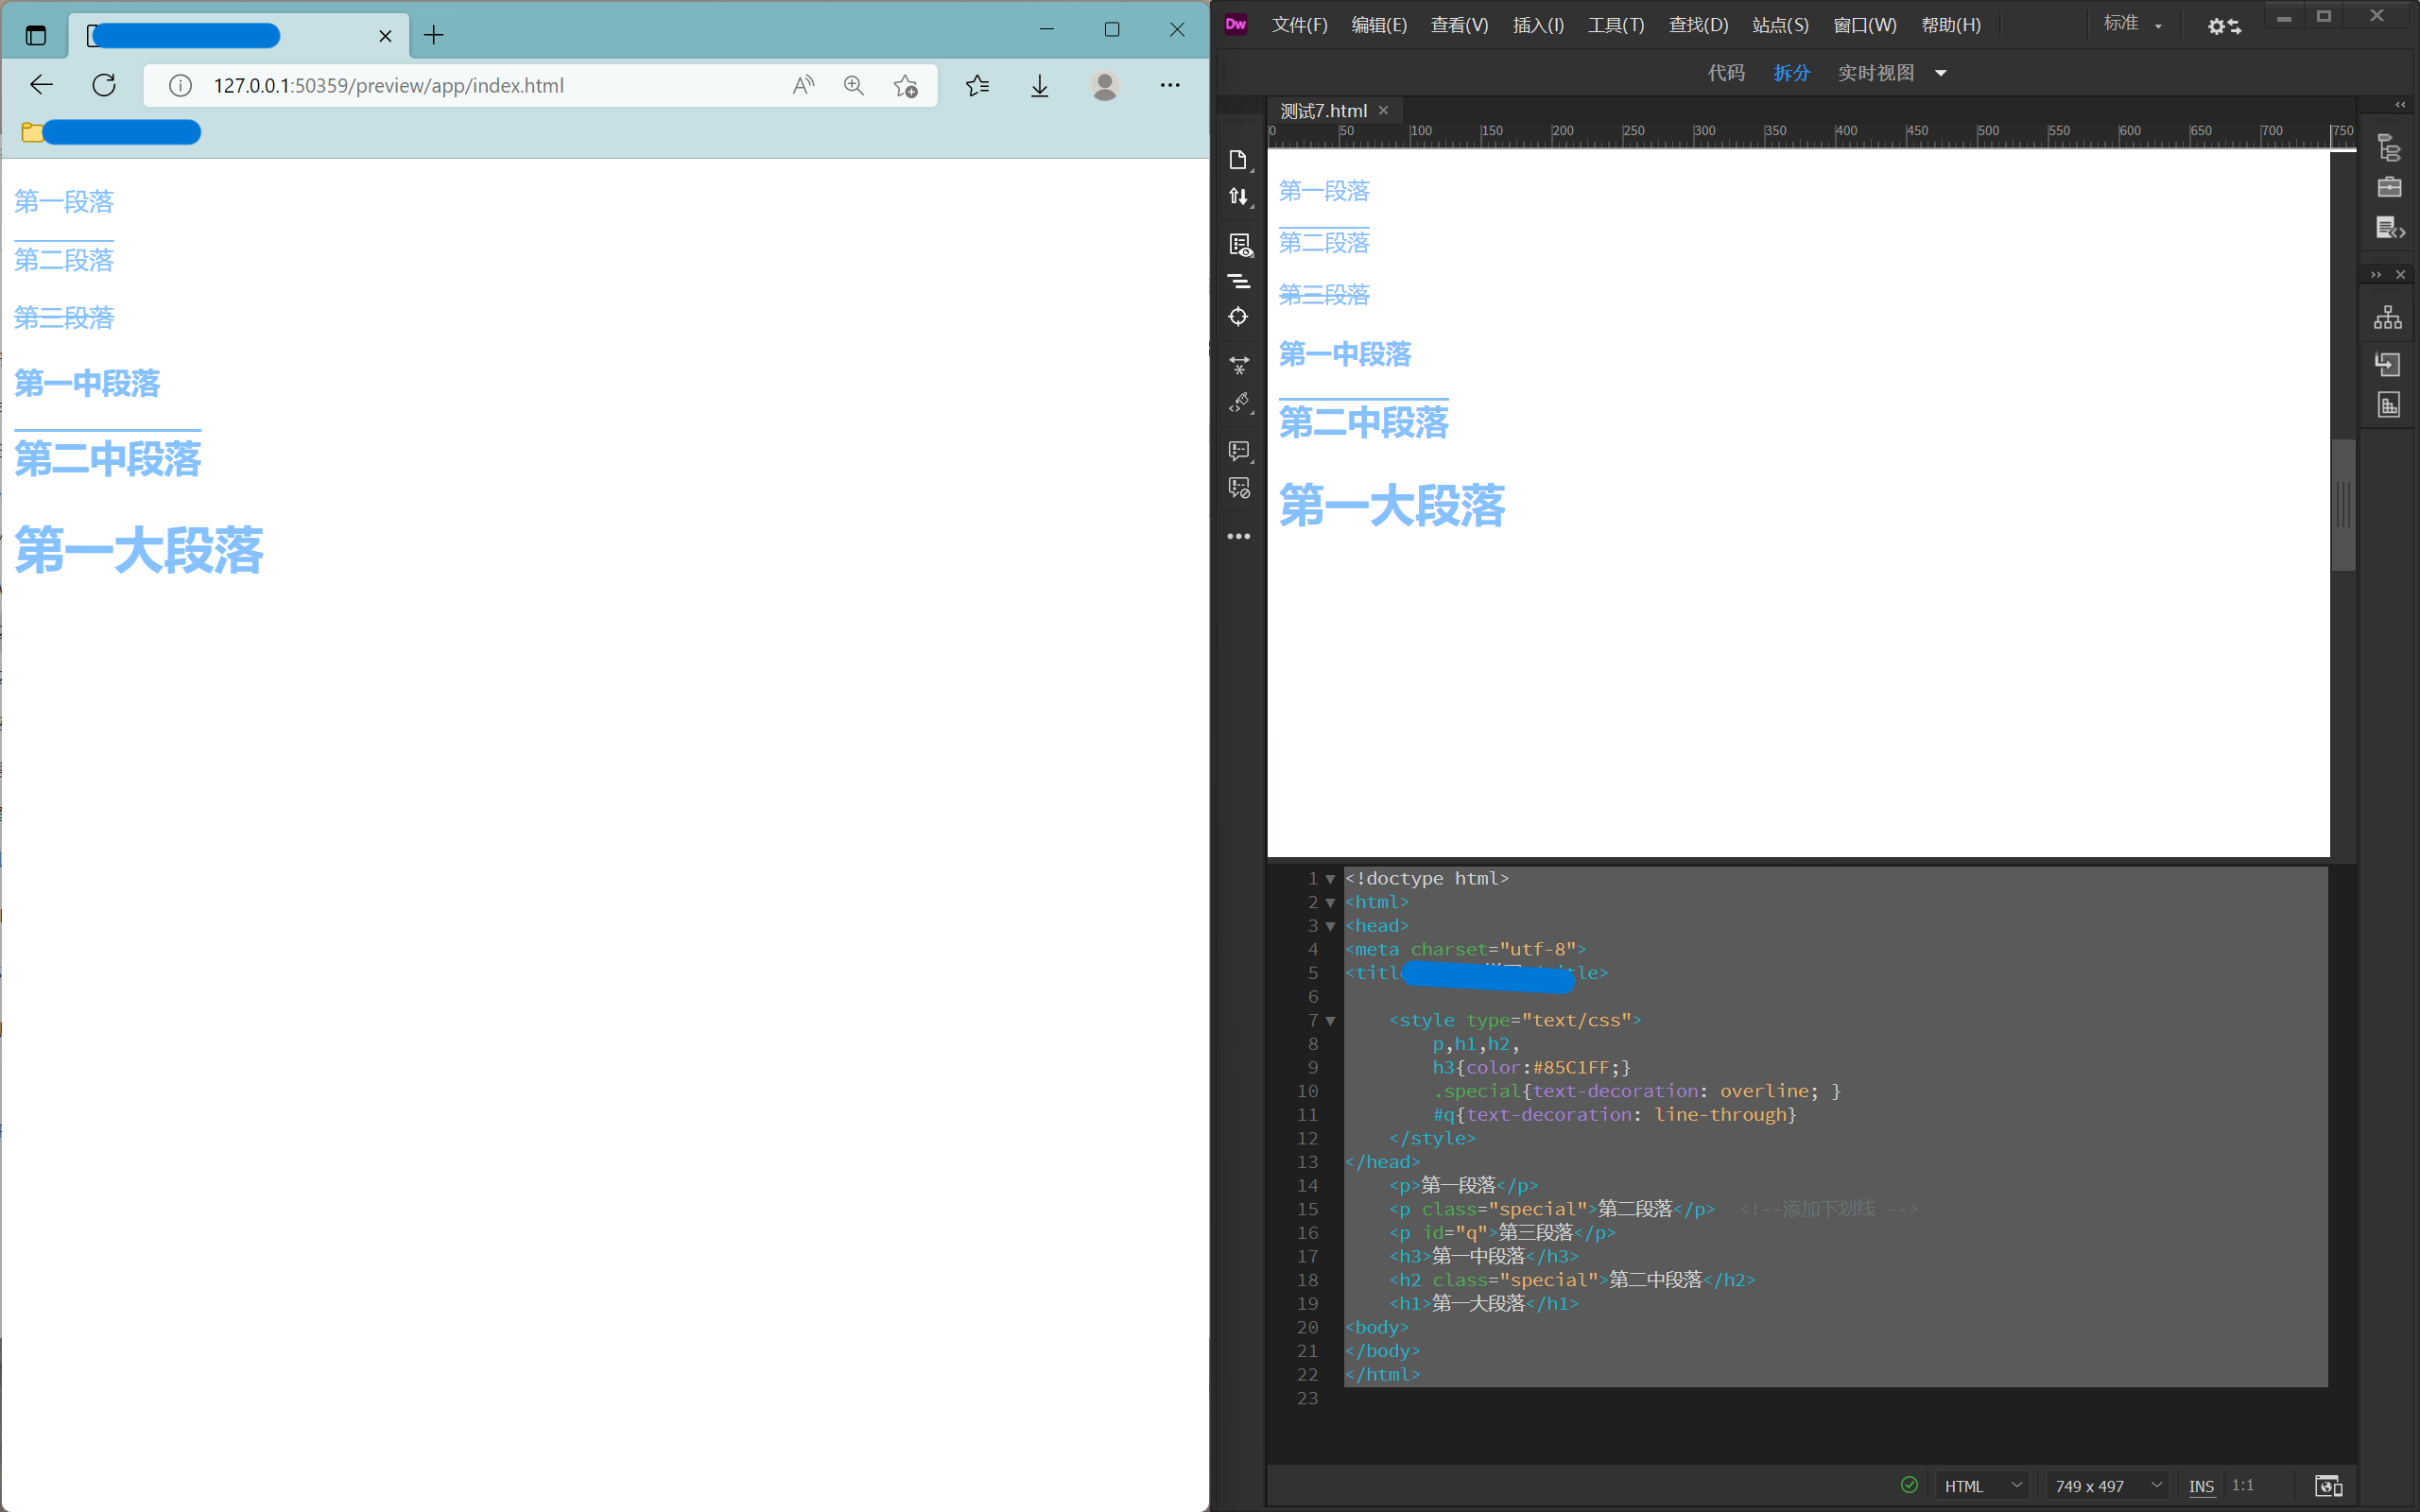 127.0.0.1:50359/preview/app/index.html
第一段落
第二段落
第三段落
第一中段落
第二中段落
第一大段落
Dw 文件(F) 编辑(E) 查看(V) 插入(I) 工具(T) 查找(D) 站点(S) 窗口(W) 帮助(H) 标准
代码 拆分 实时视图
测试7.html
0 50 100 150 200 250 300 350 400 450 500 550 600 650 700 750
第一段落
第二段落
第三段落
第一中段落
第二中段落
第一大段落
1 <!doctype html>
2 <html>
3 <head>
4 <meta charset="utf-8">
5 <titl tle>
6
7 <style type="text/css">
8 p,h1,h2,
9 h3{color:#85C1FF;}
10 .special{text-decoration: overline; }
11 #q{text-decoration: line-through}
12 </style>
13 </head>
14 <p>第一段落</p>
15 <p class="special">第二段落</p> <!--添加下划线 -->
16 <p id="q">第三段落</p>
17 <h3>第一中段落</h3>
18 <h2 class="special">第二中段落</h2>
19 <h1>第一大段落</h1>
20 <body>
21 </body>
22 </html>
23
HTML 749 x 497 INS 1:1